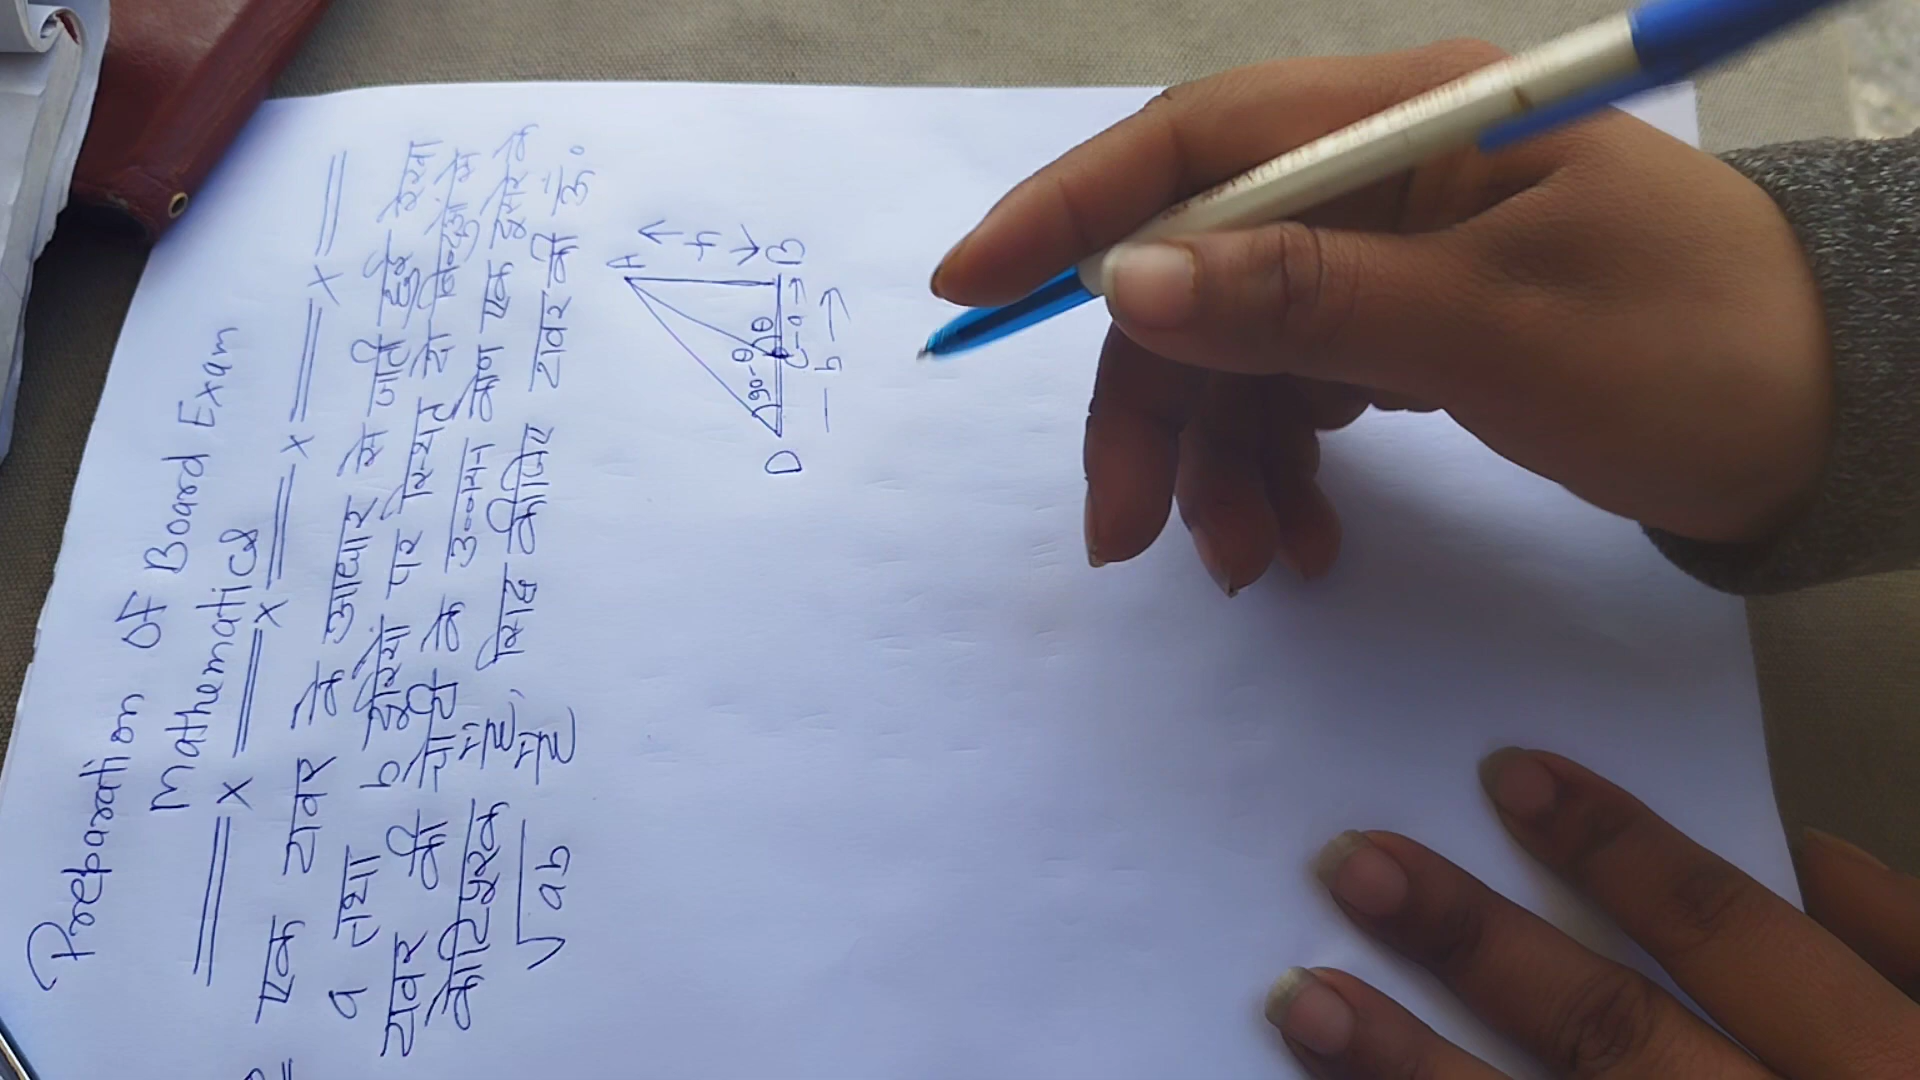 Preparation OF Board Exam
Mathematics
= x = x = x = x =
एक टावर के आधार से जाती हुई रेखा
a तथा b दूरियो पर स्थित दो बिन्दुओं से
टावर की चोटी के उन्नयन कोण एक दूसरे के
कोटिपूरक हैं, सिद्ध कीजिए टावर की ऊँ०
√ab हैं
A
h
B
θ
90-θ
C
D
-a→
-b→